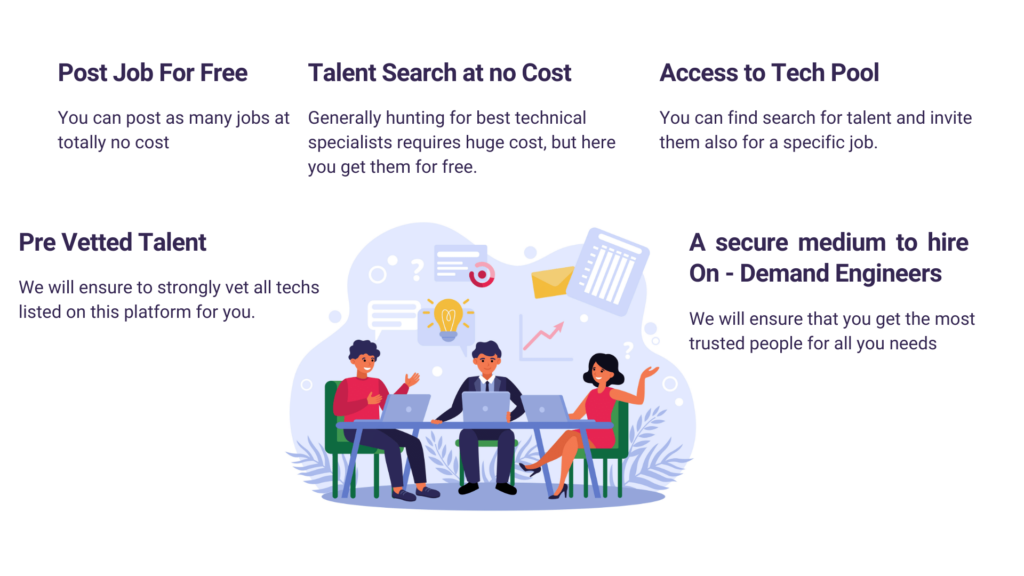 Post Job For Free
You can post as many jobs at
totally no cost
Talent Search at no Cost
Generally hunting for best technical
specialists requires huge cost, but here
you get them for free.
Access to Tech Pool
You can find search for talent and invite
them also for a specific job.
Pre Vetted Talent
We will ensure to strongly vet all techs
listed on this platform for you.
A secure medium to hire
On - Demand Engineers
We will ensure that you get the most
trusted people for all you needs
?
?